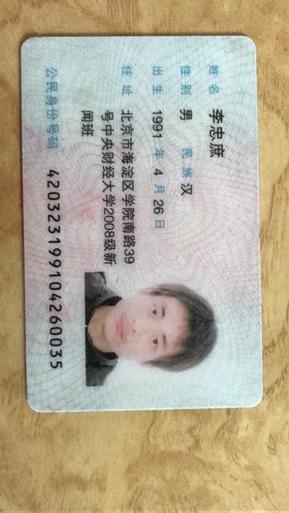 姓名 李忠庶
性别 男 民族 汉
出生 1991 年 4 月 26 日
住址 北京市海淀区学院南路39
号中央财经大学2008级新
闻班
公民身份号码 420323199104260035